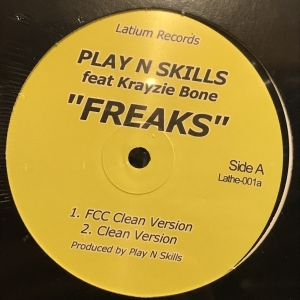 Latium Records
PLAY N SKILLS
feat Krayzie Bone
"FREAKS"
Side A
Lathe-001a
1. FCC Clean Version
2. Clean Version
Produced by Play N Skills